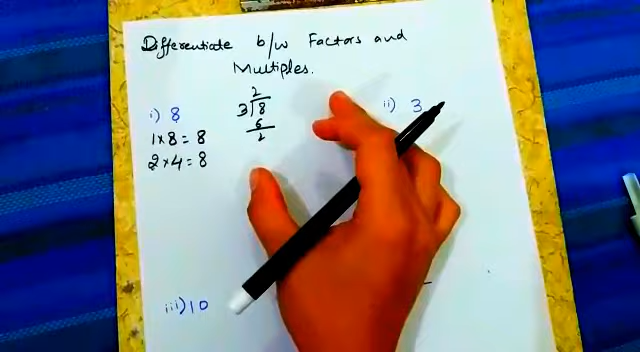 Differentiate b/w Factors and
Multiples.
i) 8
1 x 8 = 8
2 x 4 = 8
2
3)8
6
2
ii) 3
iii) 10